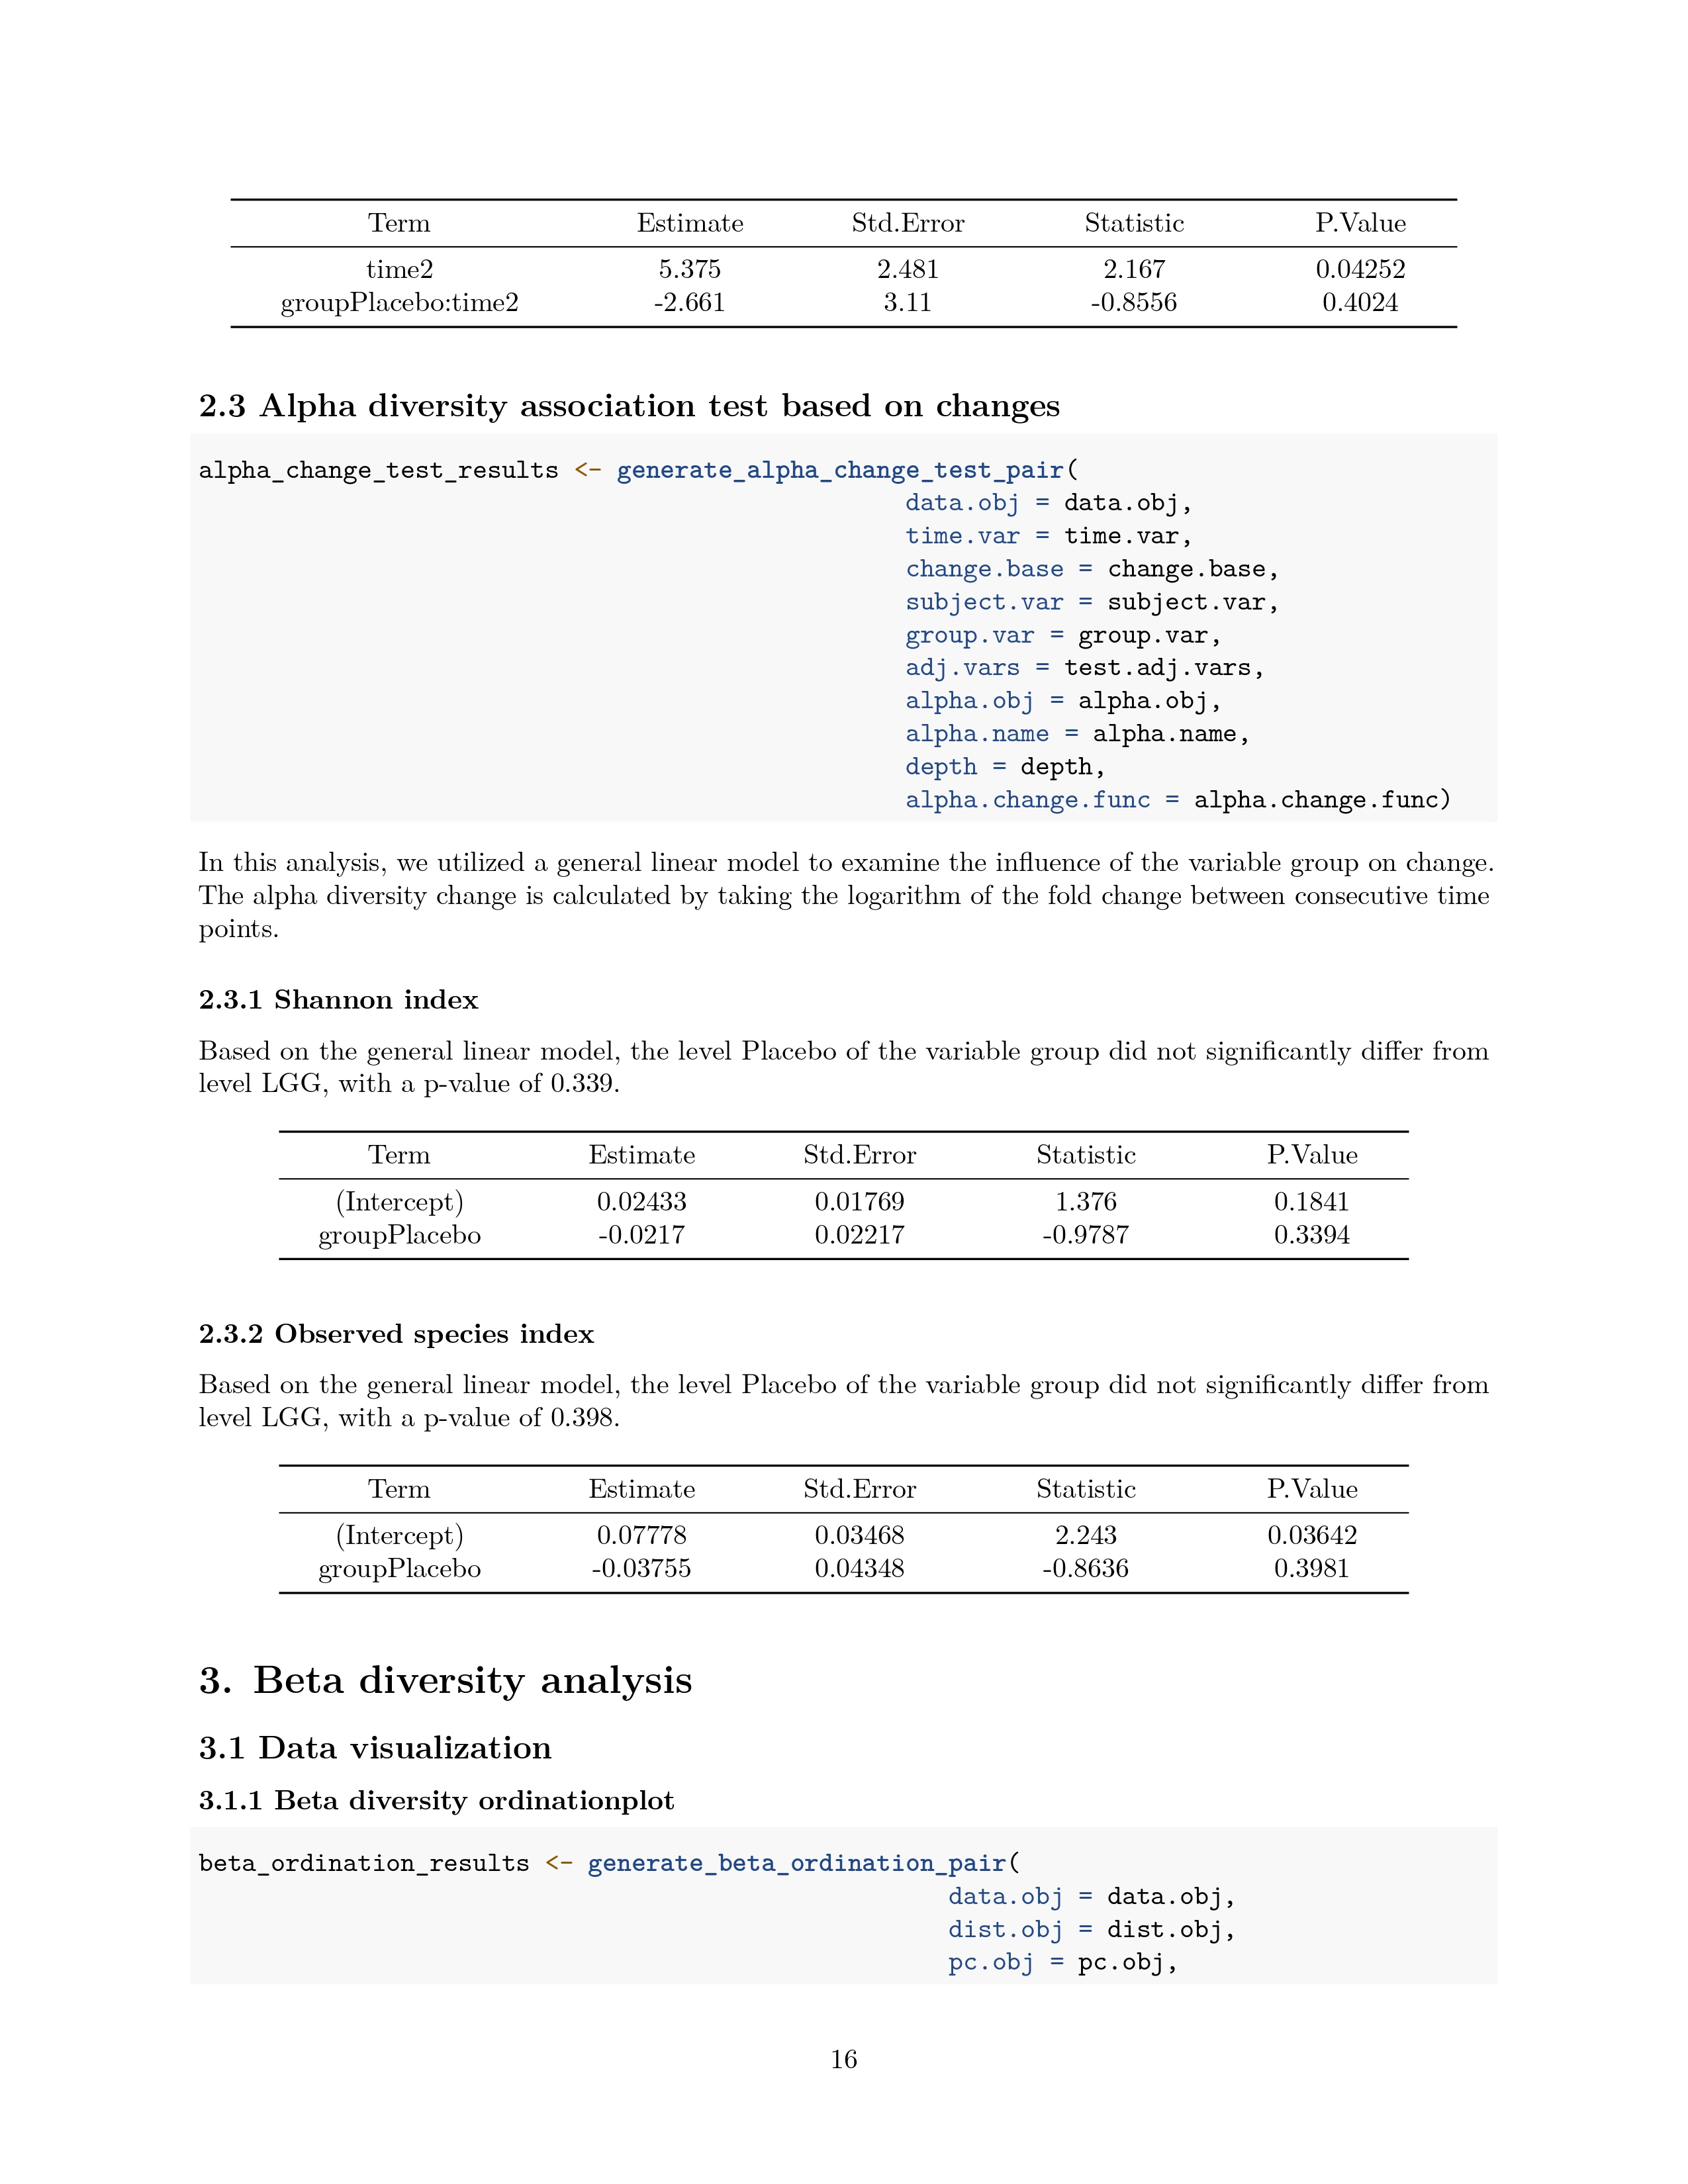 Term Estimate Std.Error Statistic P.Value
time2 5.375 2.481 2.167 0.04252
groupPlacebo:time2 -2.661 3.11 -0.8556 0.4024
2.3 Alpha diversity association test based on changes
alpha_change_test_results <- generate_alpha_change_test_pair(
data.obj = data.obj,
time.var = time.var,
change.base = change.base,
subject.var = subject.var,
group.var = group.var,
adj.vars = test.adj.vars,
alpha.obj = alpha.obj,
alpha.name = alpha.name,
depth = depth,
alpha.change.func = alpha.change.func)
In this analysis, we utilized a general linear model to examine the influence of the variable group on change.
The alpha diversity change is calculated by taking the logarithm of the fold change between consecutive time
points.
2.3.1 Shannon index
Based on the general linear model, the level Placebo of the variable group did not significantly differ from
level LGG, with a p-value of 0.339.
Term Estimate Std.Error Statistic P.Value
(Intercept) 0.02433 0.01769 1.376 0.1841
groupPlacebo -0.0217 0.02217 -0.9787 0.3394
2.3.2 Observed species index
Based on the general linear model, the level Placebo of the variable group did not significantly differ from
level LGG, with a p-value of 0.398.
Term Estimate Std.Error Statistic P.Value
(Intercept) 0.07778 0.03468 2.243 0.03642
groupPlacebo -0.03755 0.04348 -0.8636 0.3981
3. Beta diversity analysis
3.1 Data visualization
3.1.1 Beta diversity ordinationplot
beta_ordination_results <- generate_beta_ordination_pair(
data.obj = data.obj,
dist.obj = dist.obj,
pc.obj = pc.obj,
16